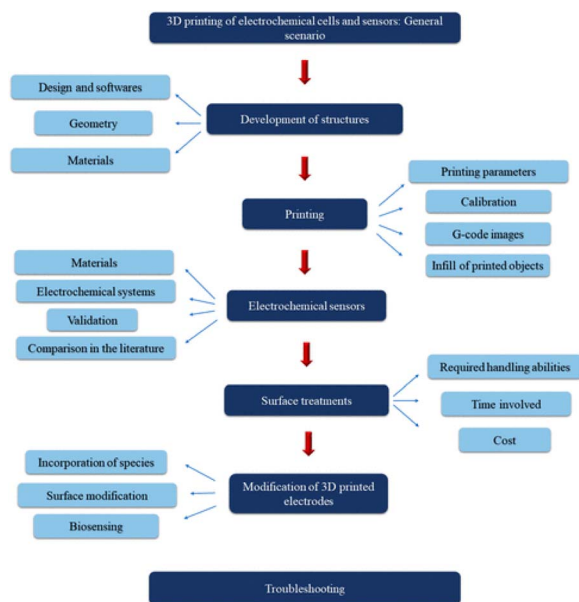 3D printing of electrochemical cells and sensors: General
scenario
Design and softwares
Geometry
Materials
Development of structures
Printing
Printing parameters
Calibration
G-code images
Infill of printed objects
Materials
Electrochemical systems
Validation
Comparison in the literature
Electrochemical sensors
Surface treatments
Required handling abilities
Time involved
Cost
Incorporation of species
Surface modification
Biosensing
Modification of 3D printed
electrodes
Troubleshooting